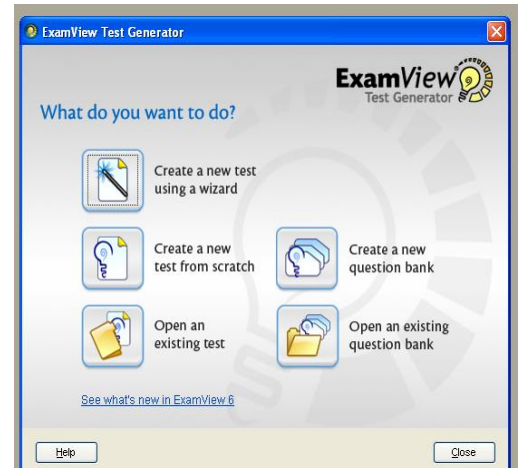 ExamView Test Generator
ExamView
Test Generator
What do you want to do?
Create a new test
using a wizard
Create a new
test from scratch
Create a new
question bank
Open an
existing test
Open an existing
question bank
See what's new in ExamView 6
Help
Close